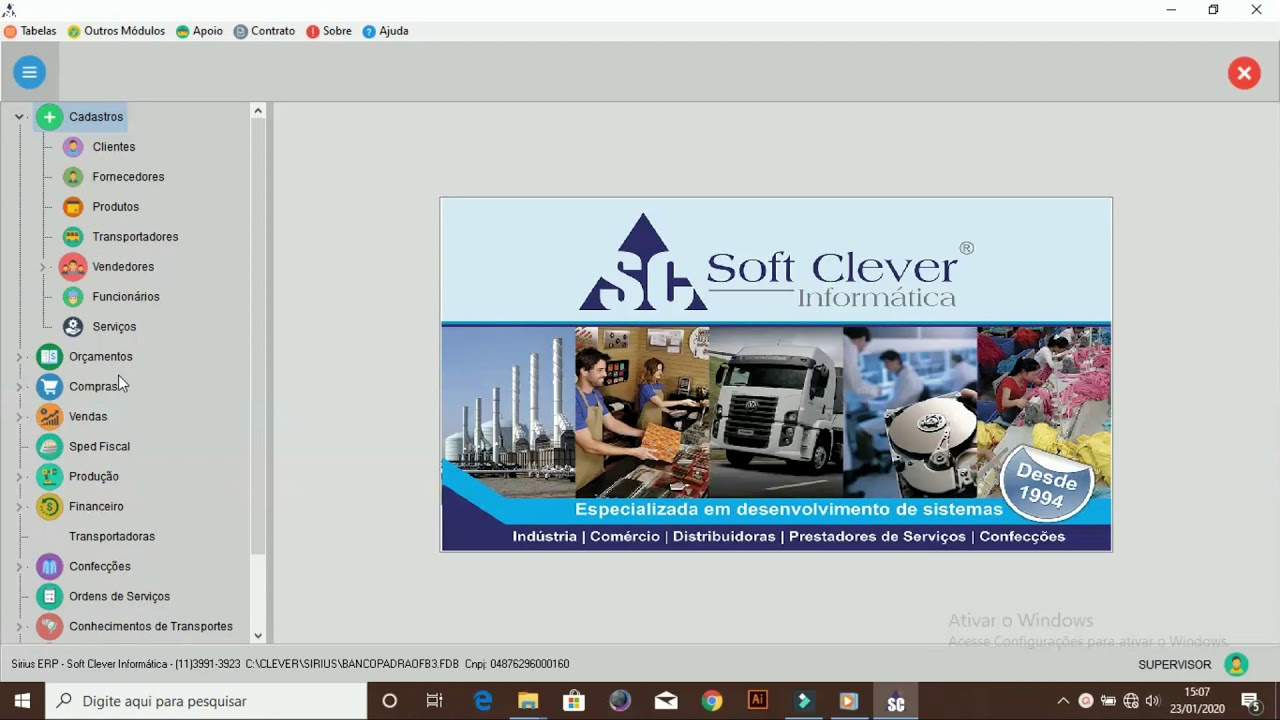 Tabelas Outros Módulos Apoio Contrato Sobre Ajuda
Cadastros
Clientes
Fornecedores
Produtos
Transportadores
Vendedores
Funcionários
Serviços
Orçamentos
Compras
Vendas
Sped Fiscal
Produção
Financeiro
Transportadoras
Confecções
Ordens de Serviços
Conhecimentos de Transportes
SC Soft Clever ®
Informática
Desde
1994
Especializada em desenvolvimento de sistemas
Indústria | Comércio | Distribuidoras | Prestadores de Serviços | Confecções
Ativar o Windows
Acesse Configurações para ativar o Windows.
Sirius ERP - Soft Clever Informática - (11)3991-3923 C:\CLEVER\SIRIUS\BANCOPADRAOFB3.FDB Cnpj: 04876296000160
SUPERVISOR
Digite aqui para pesquisar
Ai
SC
15:07
23/01/2020
5